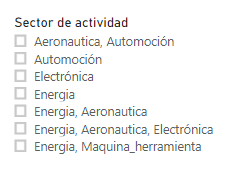 Sector de actividad
Aeronautica, Automoción
Automoción
Electrónica
Energia
Energia, Aeronautica
Energia, Aeronautica, Electrónica
Energia, Maquina_herramienta